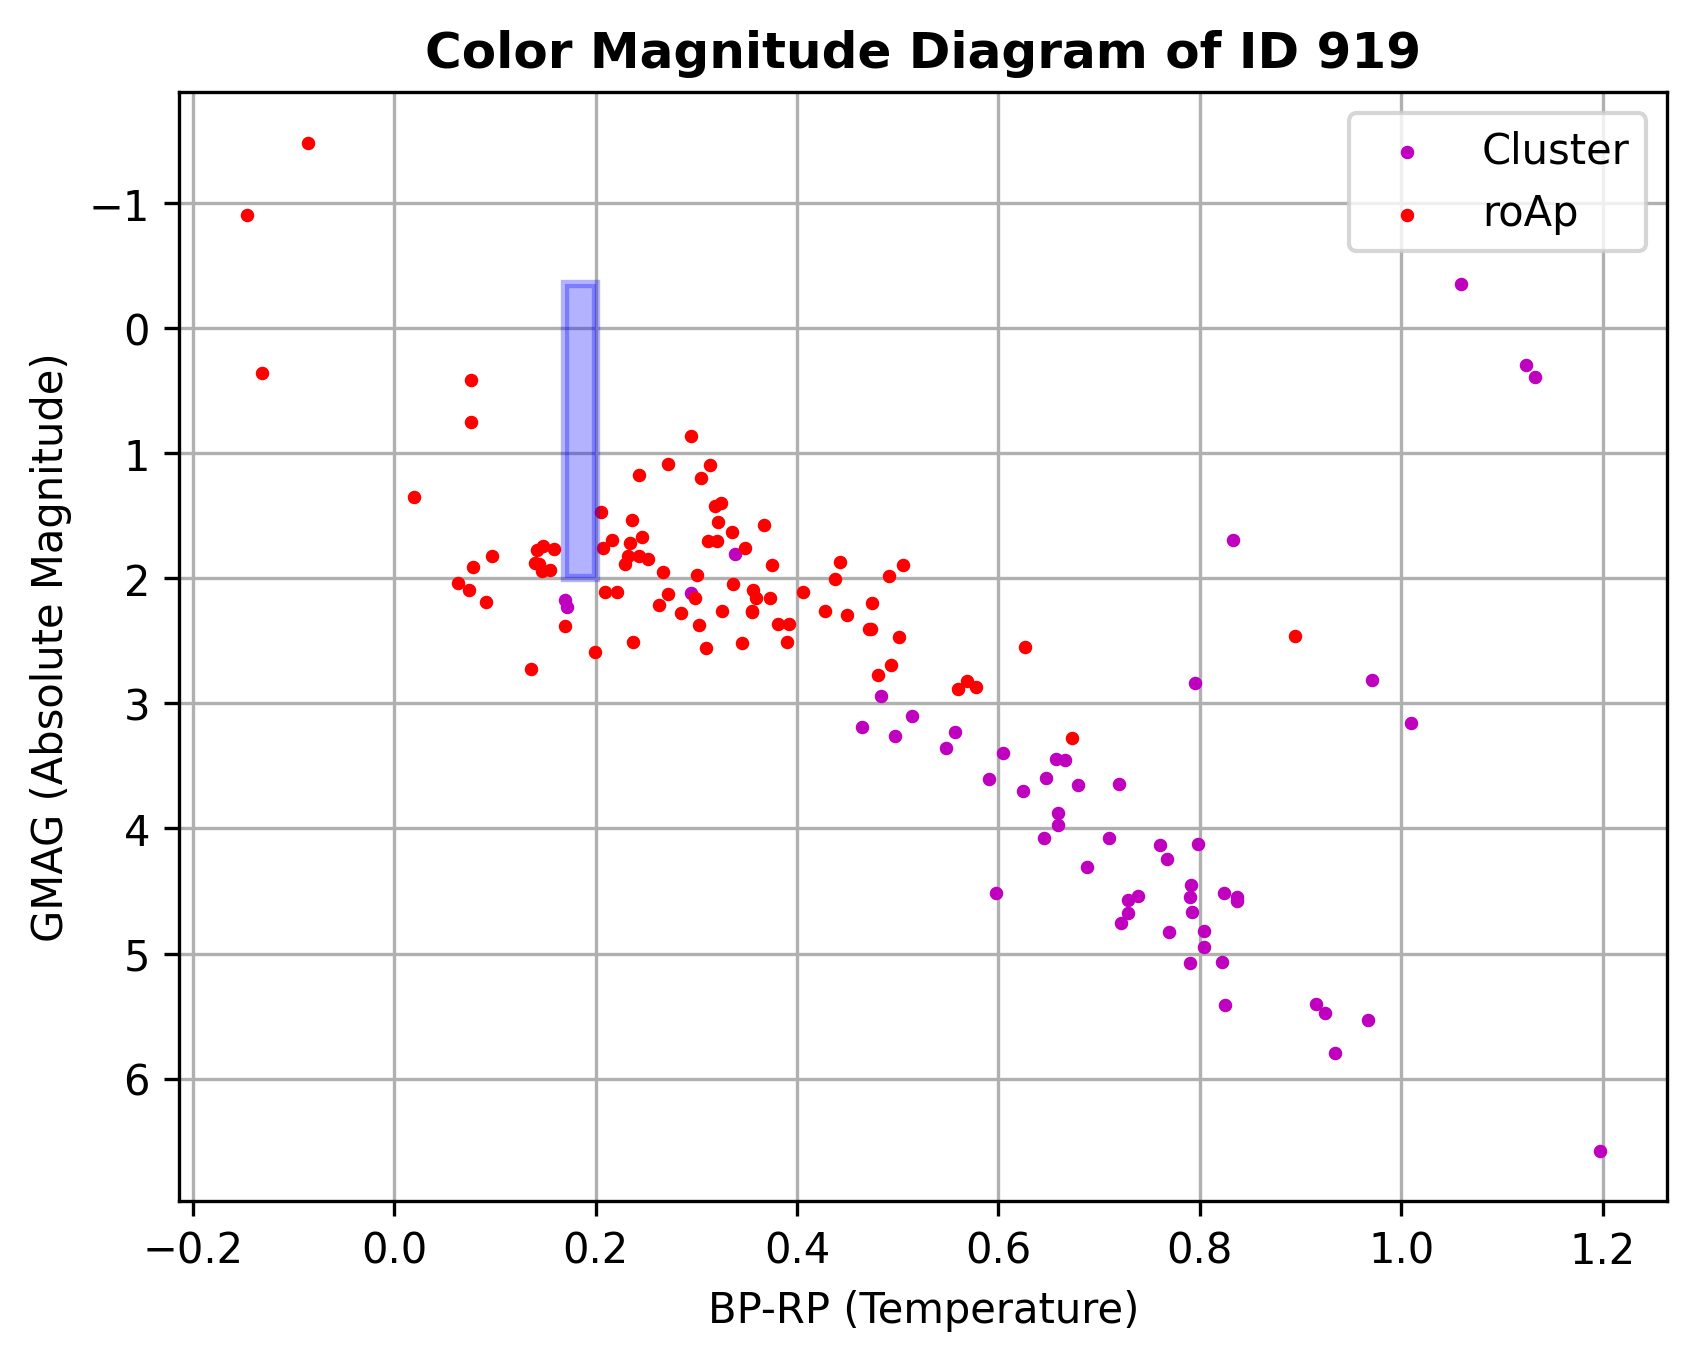 Color Magnitude Diagram of ID 919
Cluster
roAp
−1
0
1
2
3
4
5
6
GMAG (Absolute Magnitude)
−0.2 0.0 0.2 0.4 0.6 0.8 1.0 1.2
BP-RP (Temperature)